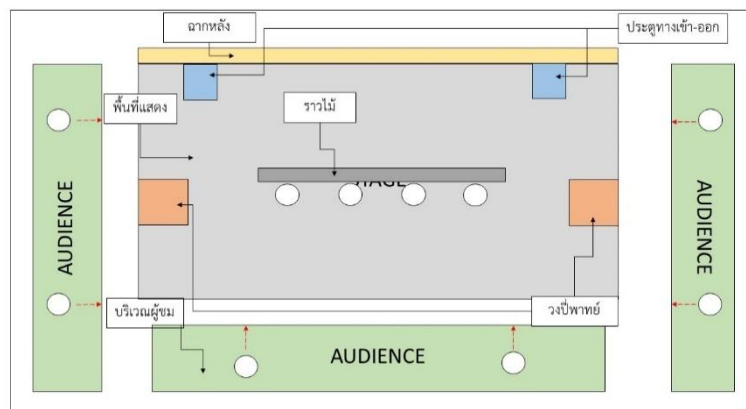 ฉากหลัง
ประตูทางเข้า-ออก
พื้นที่แสดง
ราวไม้
STAGE
AUDIENCE
AUDIENCE
บริเวณผู้ชม
วงปี่พาทย์
AUDIENCE